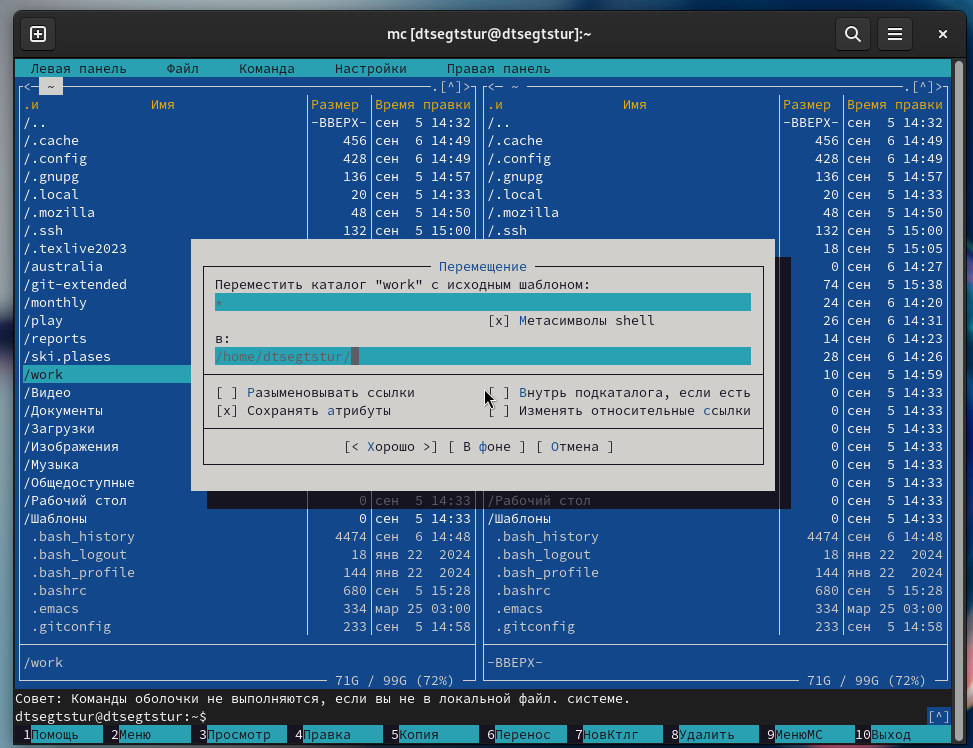 mc [dtsegtstur@dtsegtstur]:~
Левая панель Файл Команда Настройки Правая панель
<─ ~ .[^]> <─ ~ .[^]>
.и Имя Размер Время правки .и Имя Размер Время правки
/.. -ВВЕРХ- сен 5 14:32 /.. -ВВЕРХ- сен 5 14:32
/.cache 456 сен 6 14:49 /.cache 456 сен 6 14:49
/.config 428 сен 6 14:49 /.config 428 сен 6 14:49
/.gnupg 136 сен 5 14:57 /.gnupg 136 сен 5 14:57
/.local 20 сен 5 14:33 /.local 20 сен 5 14:33
/.mozilla 48 сен 5 14:50 /.mozilla 48 сен 5 14:50
/.ssh 132 сен 5 15:00 /.ssh 132 сен 5 15:00
/.texlive2023 18 сен 5 15:05
/australia Перемещение 0 сен 6 14:27
/git-extended Переместить каталог "work" с исходным шаблоном: 74 сен 5 15:38
/monthly * 24 сен 6 14:20
/play [x] Метасимволы shell 26 сен 6 14:31
/reports в: 14 сен 6 14:28
/ski.plases /home/dtsegtstur/ 28 сен 6 14:26
/work 10 сен 5 14:59
/Видео [ ] Разыменовывать ссылки [ ] Внутрь подкаталога, если есть 0 сен 5 14:33
/Документы [x] Сохранять атрибуты [ ] Изменять относительные ссылки 0 сен 5 14:33
/Загрузки 0 сен 5 14:33
/Изображения [< Хорошо >] [ В фоне ] [ Отмена ] 0 сен 5 14:33
/Музыка 0 сен 5 14:33
/Общедоступные 0 сен 5 14:33
/Рабочий стол 0 сен 5 14:33 /Рабочий стол 0 сен 5 14:33
/Шаблоны 0 сен 5 14:33 /Шаблоны 0 сен 5 14:33
.bash_history 4474 сен 6 14:48 .bash_history 4474 сен 6 14:48
.bash_logout 18 янв 22 2024 .bash_logout 18 янв 22 2024
.bash_profile 144 янв 22 2024 .bash_profile 144 янв 22 2024
.bashrc 680 сен 5 15:28 .bashrc 680 сен 5 15:28
.emacs 334 мар 25 03:00 .emacs 334 мар 25 03:00
.gitconfig 233 сен 5 14:58 .gitconfig 233 сен 5 14:58
/work -ВВЕРХ-
71G / 99G (72%) 71G / 99G (72%)
Совет: Команды оболочки не выполняются, если вы не в локальной файл. системе.
dtsegtstur@dtsegtstur:~$ [^]
1Помощь 2Меню 3Просмотр 4Правка 5Копия 6Перенос 7НовКтлг 8Удалить 9МенюМС 10Выход